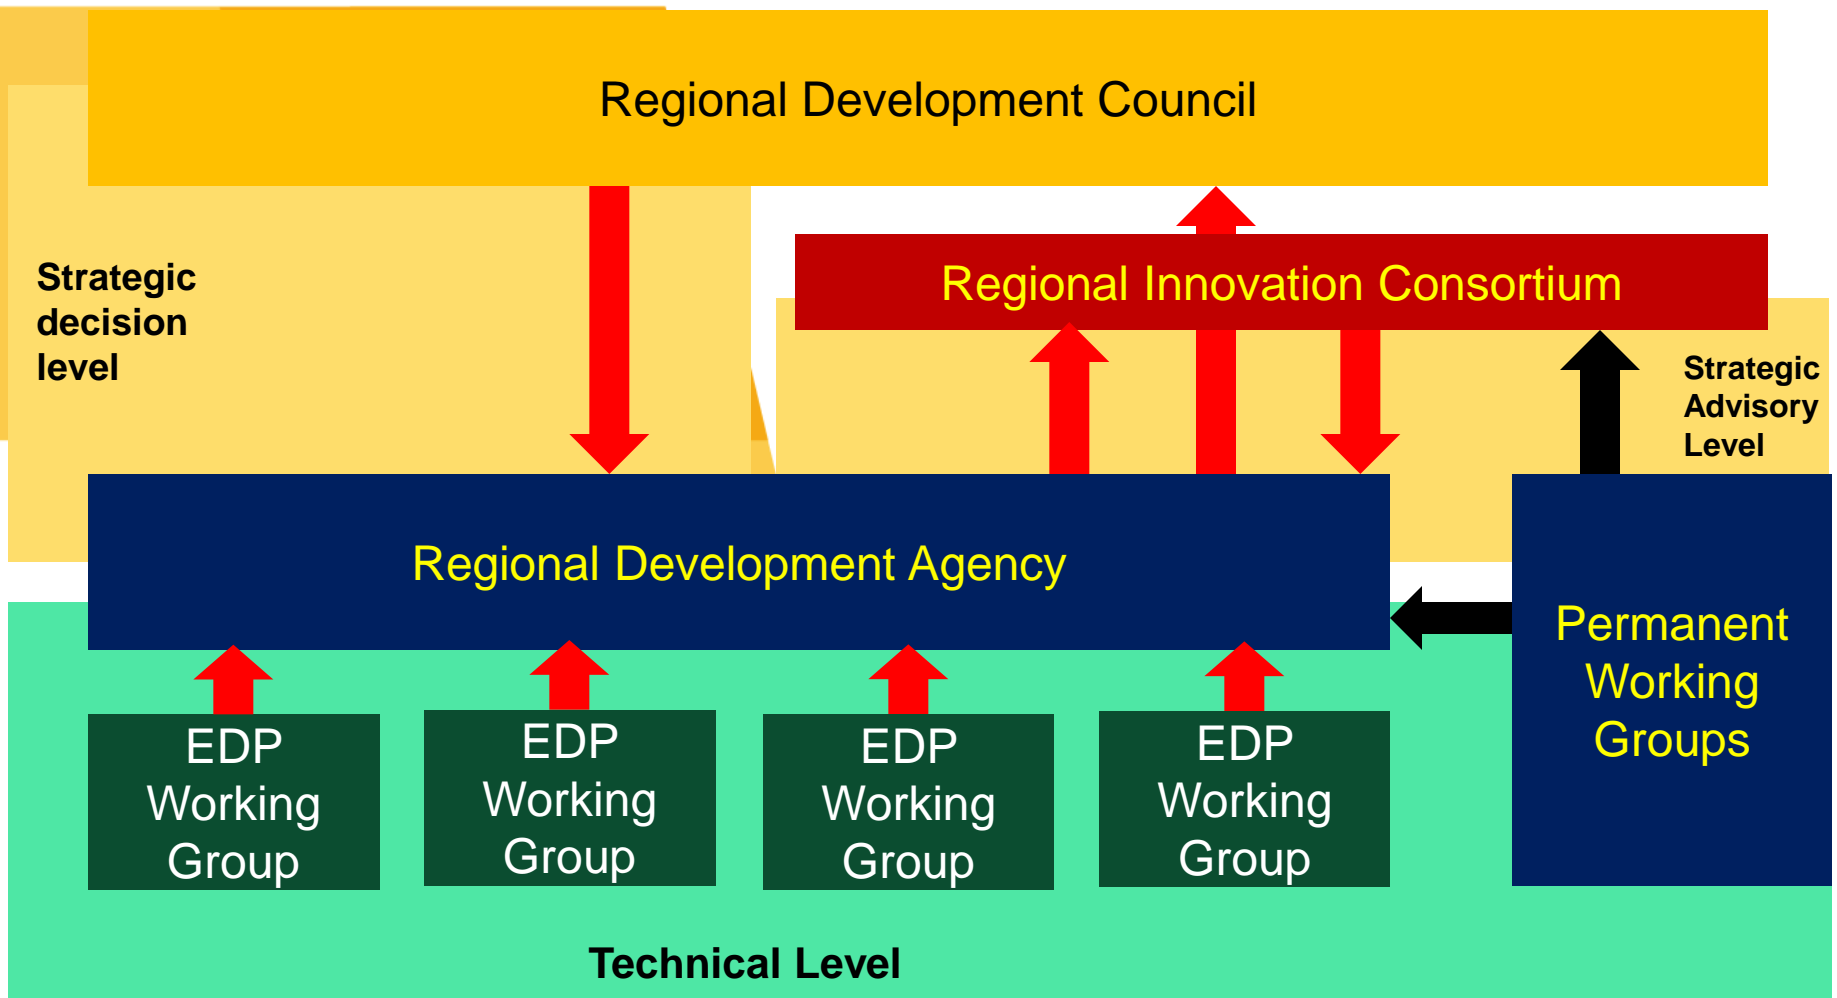 Regional Development Council
Strategic
decision
level
Regional Innovation Consortium
Strategic
Advisory
Level
Regional Development Agency
Permanent
Working
Groups
EDP
Working
Group
EDP
Working
Group
EDP
Working
Group
EDP
Working
Group
Technical Level